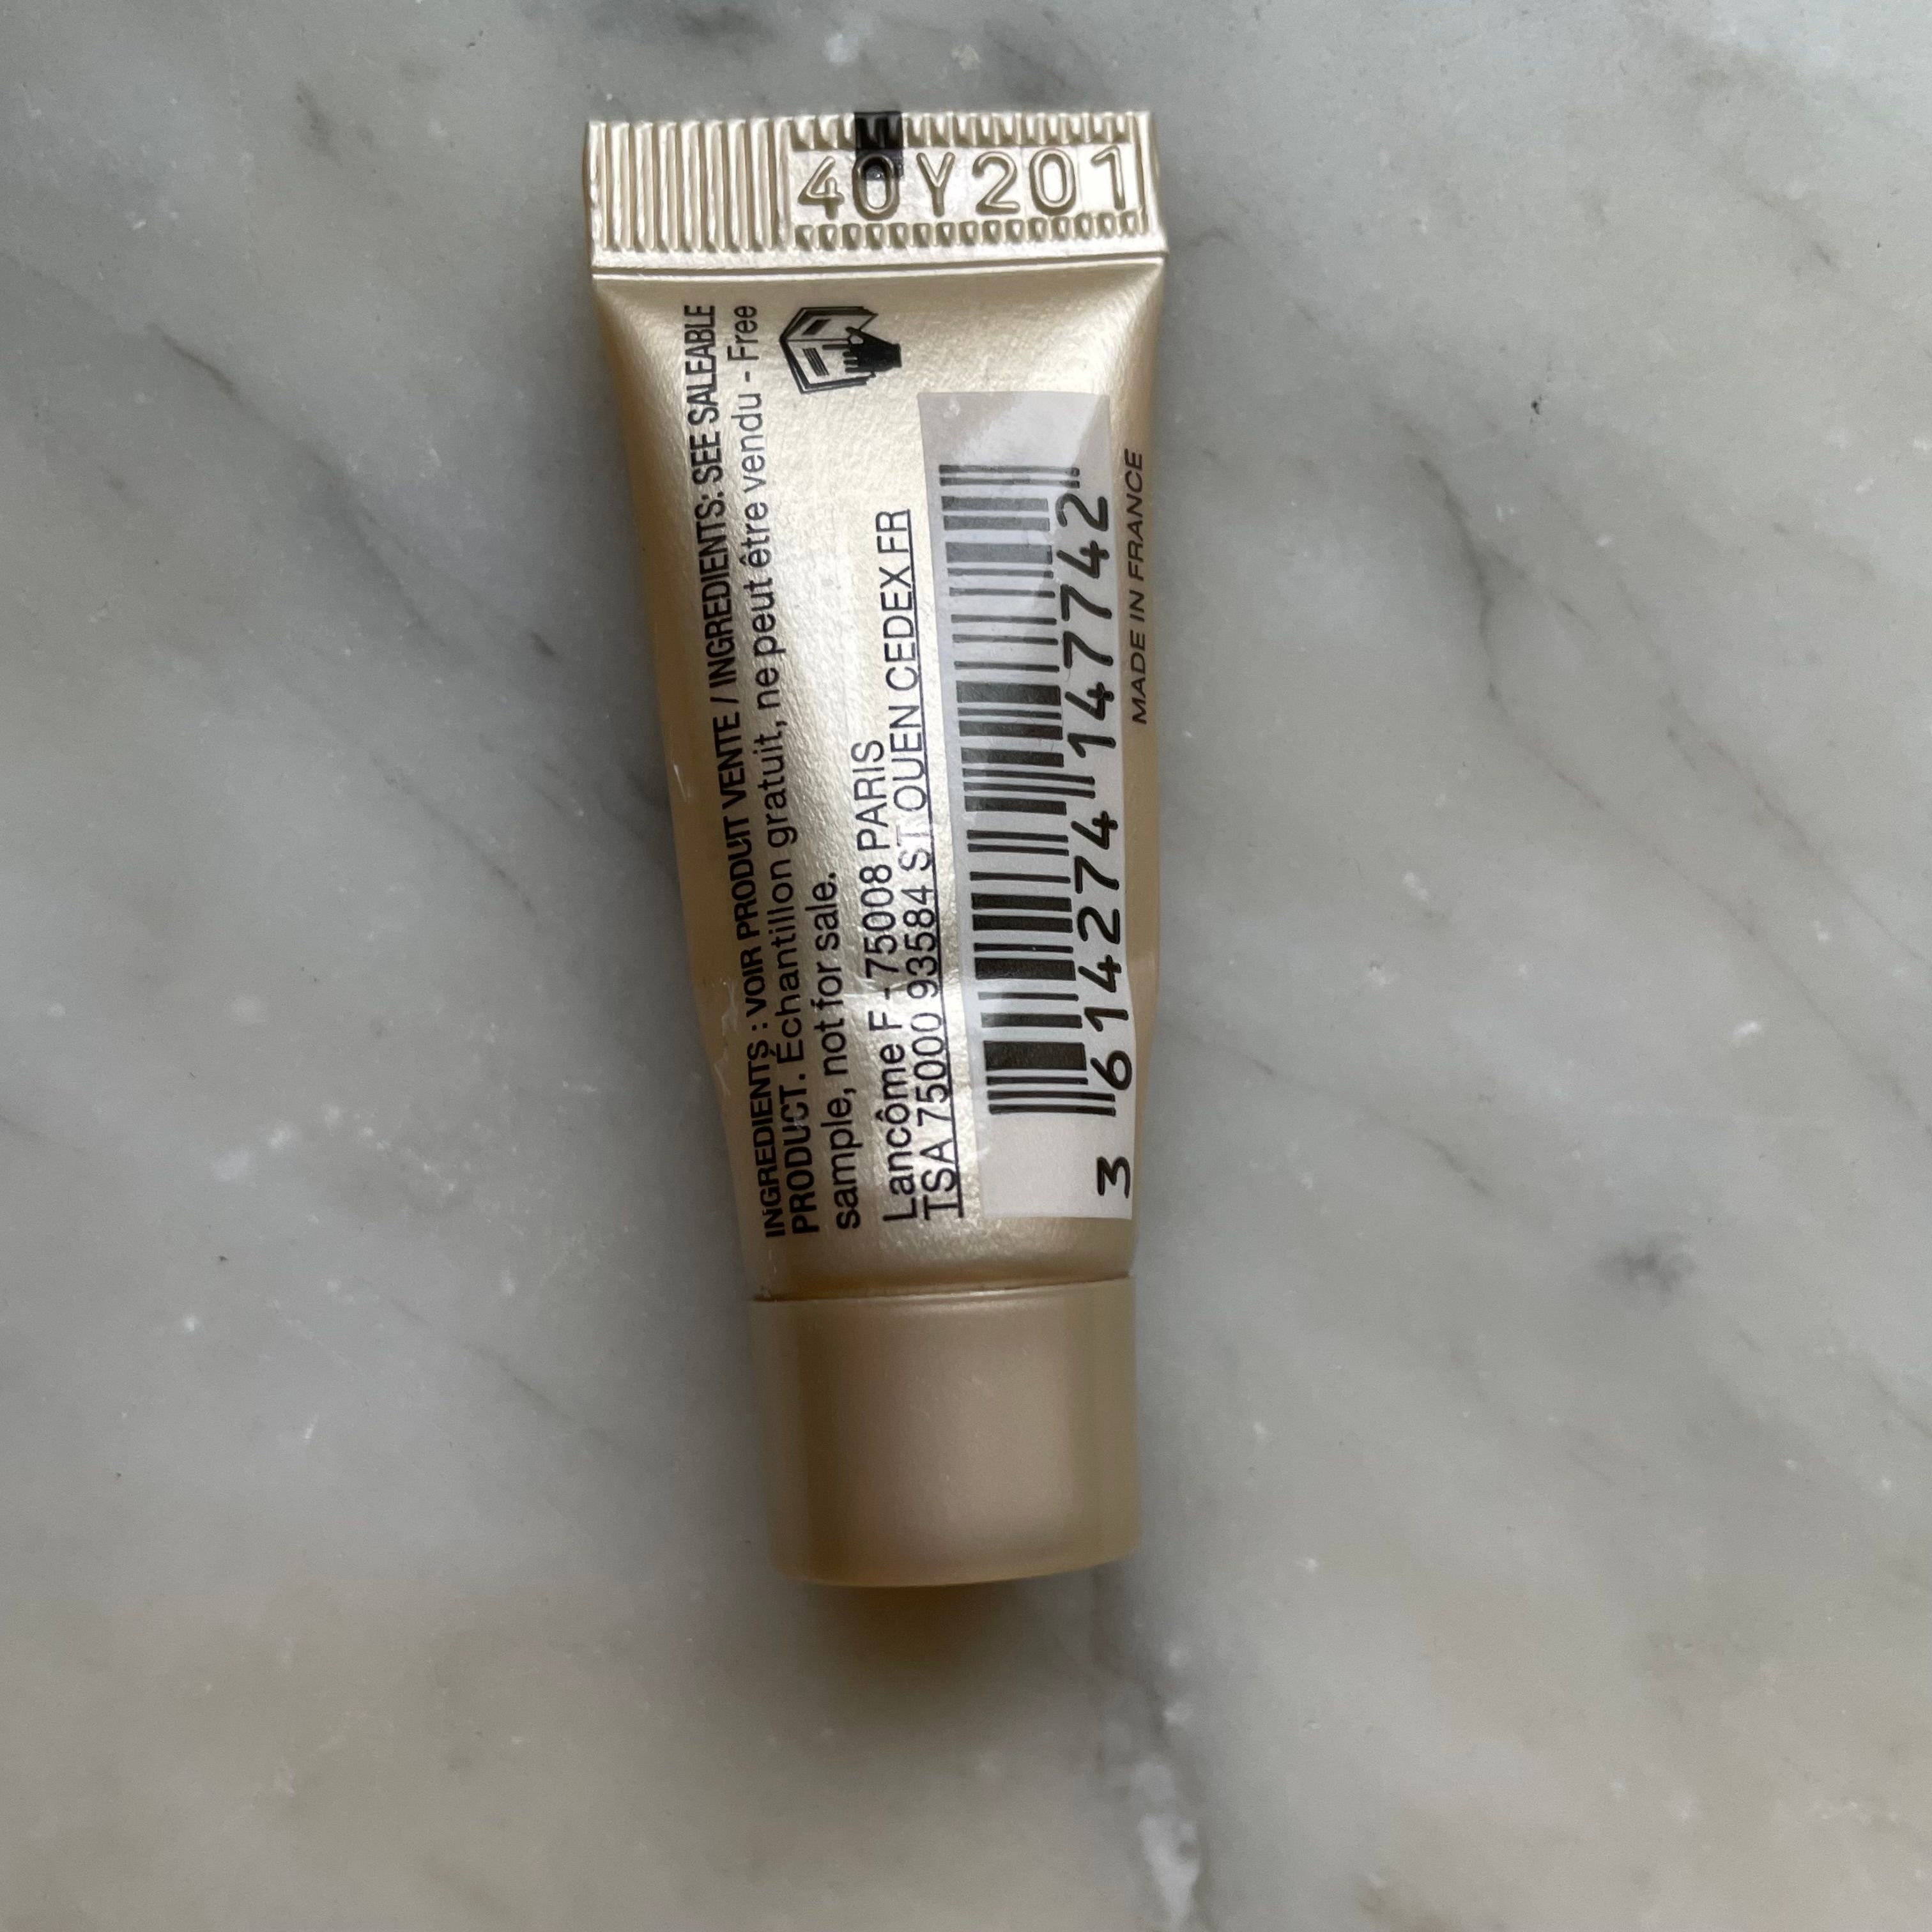 40Y201
INGREDIENTS : VOIR PRODUIT VENTE / INGREDIENTS: SEE SALEABLE
PRODUCT. Échantillon gratuit, ne peut être vendu - Free
sample, not for sale.
Lancôme F - 75008 PARIS
TSA 75000 93584 ST OUEN CEDEX FR
3 614274 147742
MADE IN FRANCE